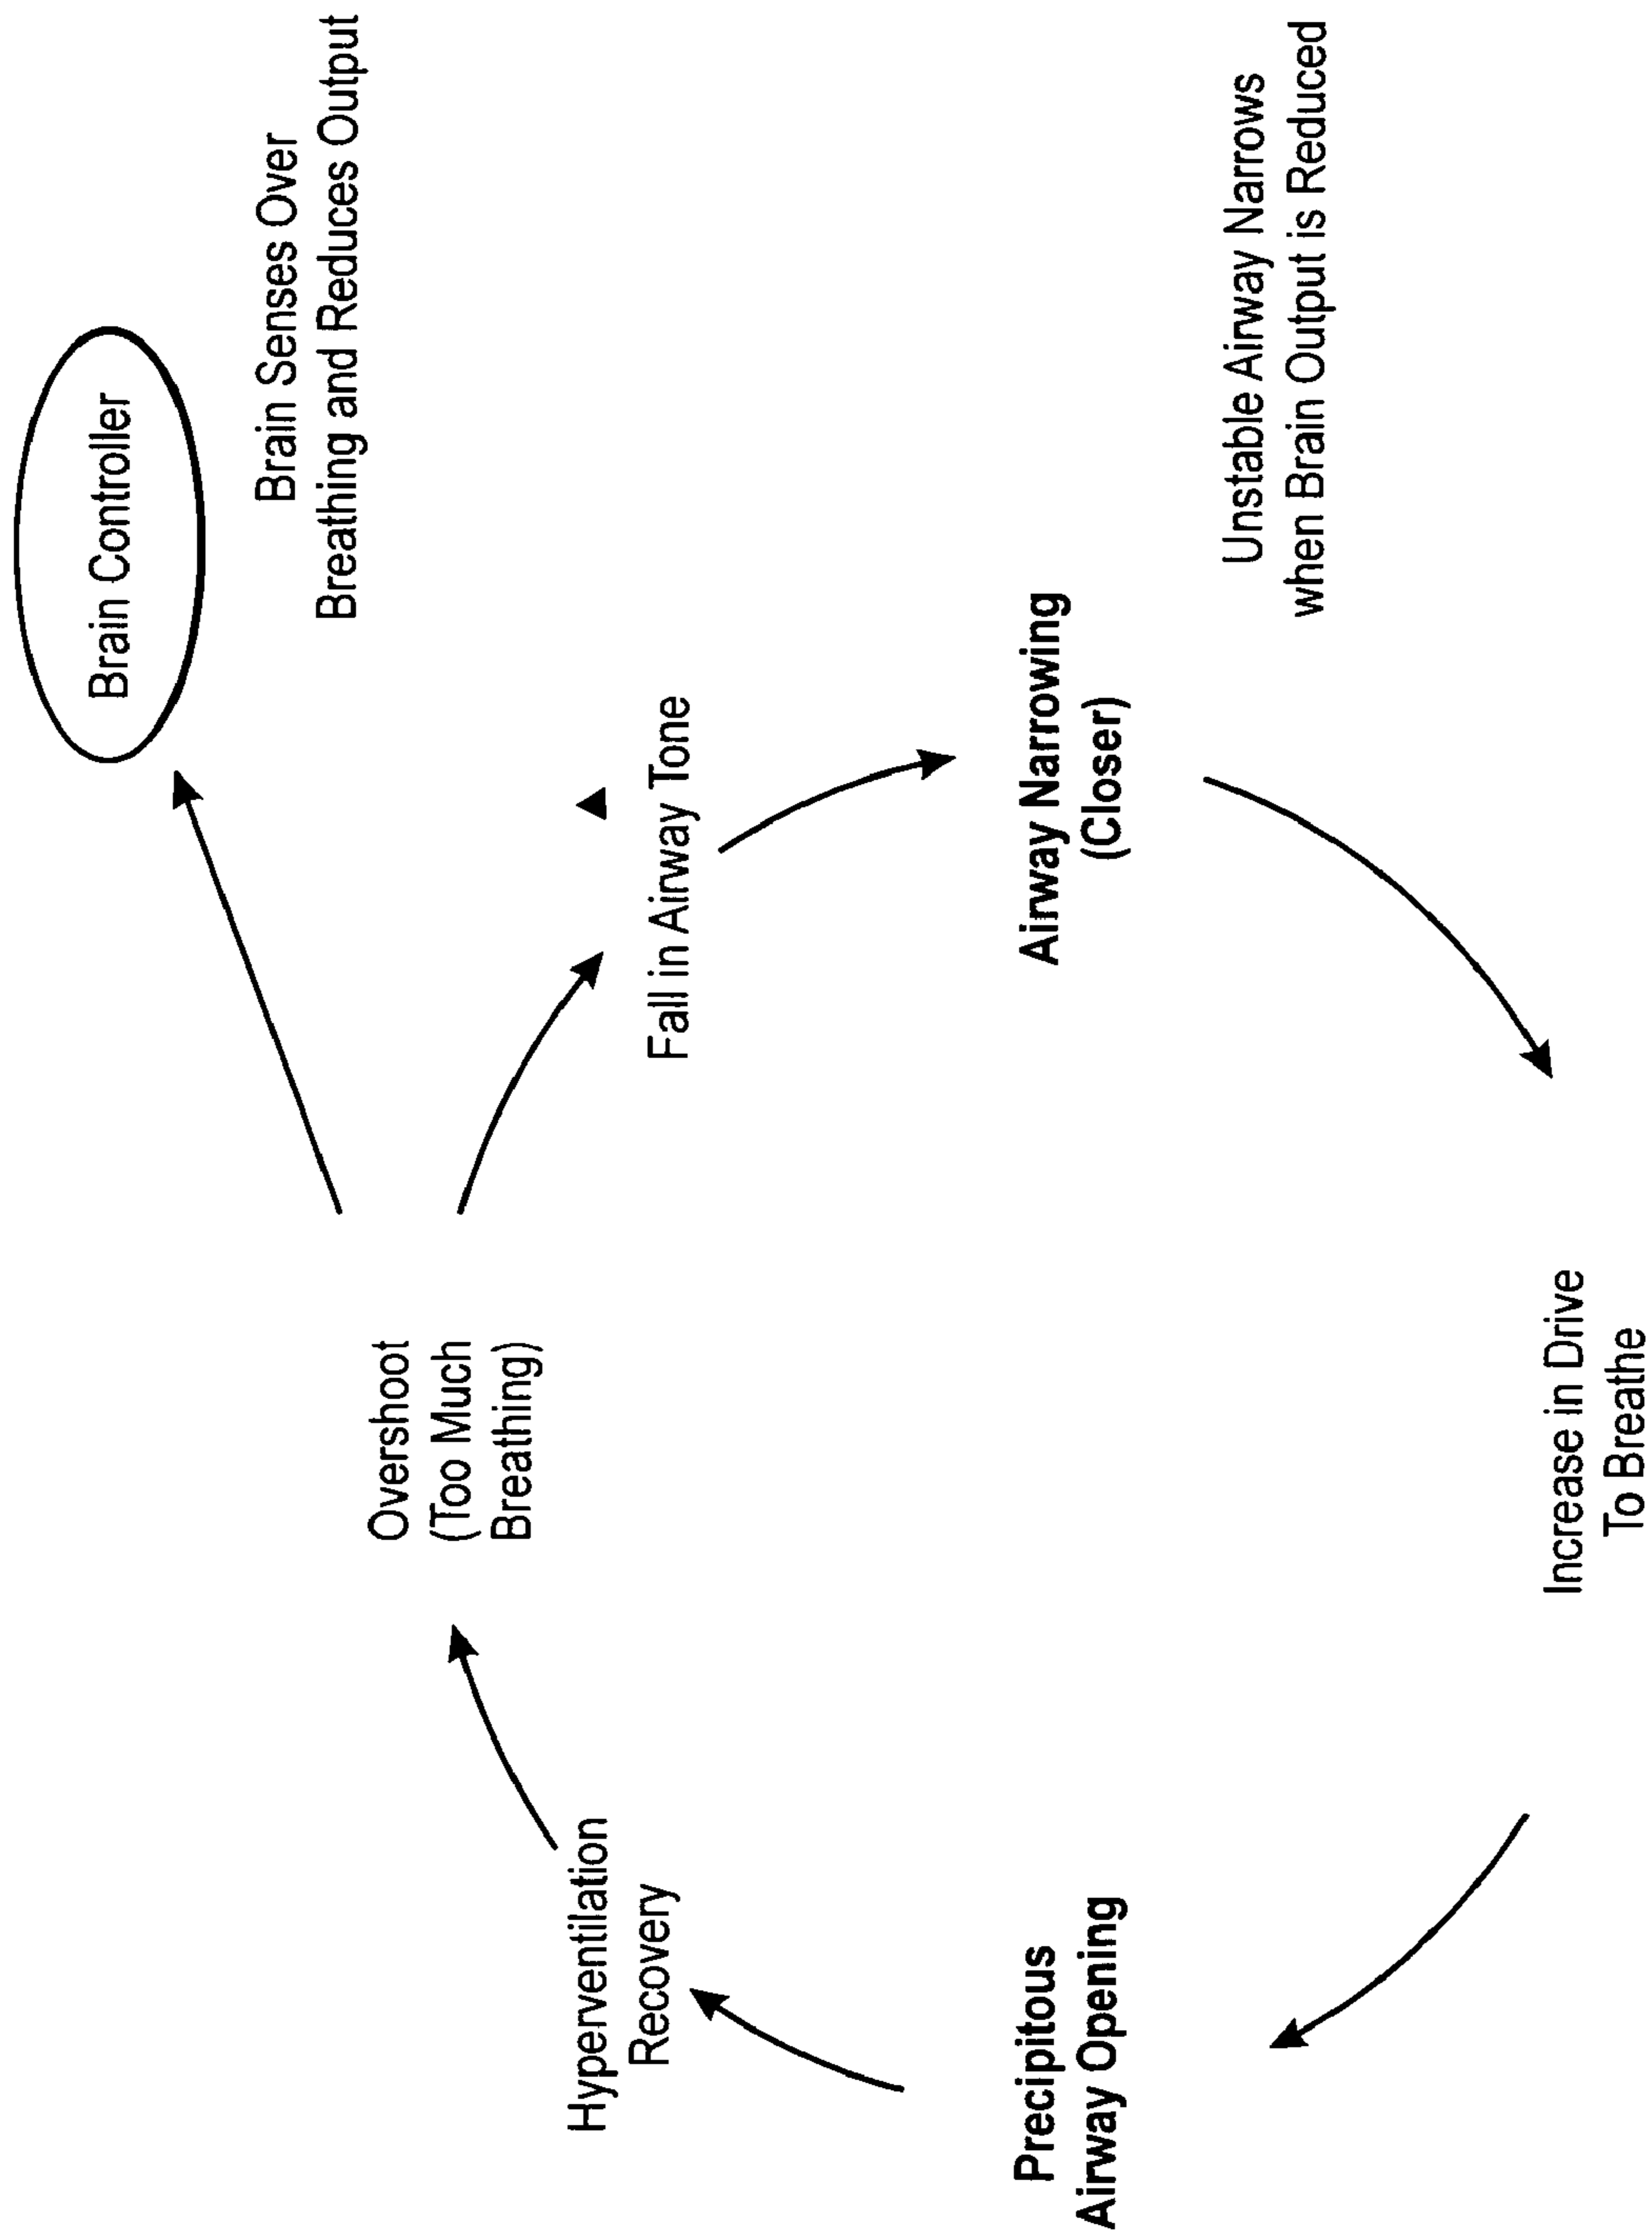 Brain Controller
Brain Senses Over
Breathing and Reduces Output
Overshoot
(Too Much
Breathing)
Hyperventilation
Recovery
Fall in Airway Tone
Precipitous
Airway Opening
Airway Narrowing
(Closer)
Unstable Airway Narrows
when Brain Output is Reduced
Increase in Drive
To Breathe